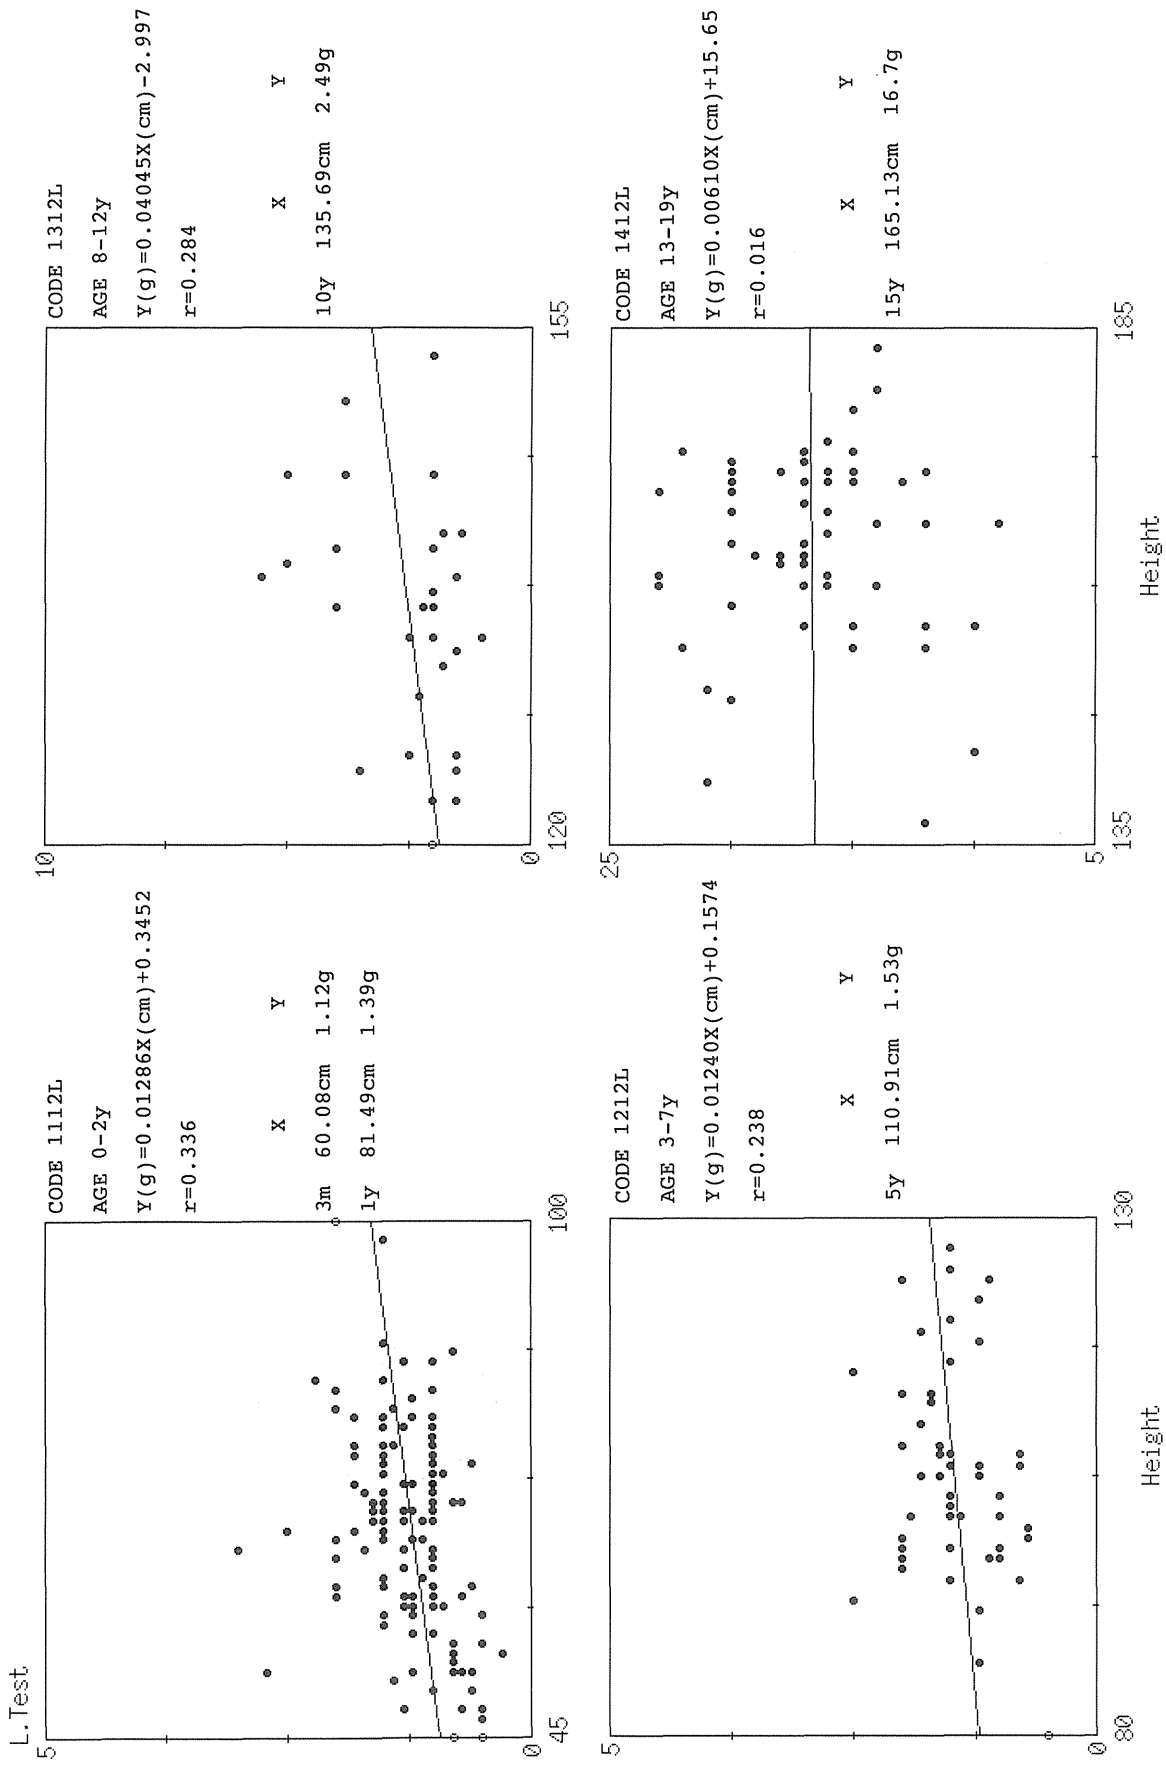 L.Test
5
0
45
100
CODE 1112L
AGE 0-2y
Y(g)=0.01286X(cm)+0.3452
r=0.336
X Y
3m 60.08cm 1.12g
1y 81.49cm 1.39g
10
0
120
155
CODE 1312L
AGE 8-12y
Y(g)=0.04045X(cm)-2.997
r=0.284
X Y
10y 135.69cm 2.49g
5
0
80
130
Height
CODE 1212L
AGE 3-7y
Y(g)=0.01240X(cm)+0.1574
r=0.238
X Y
5y 110.91cm 1.53g
25
5
135
185
Height
CODE 1412L
AGE 13-19y
Y(g)=0.00610X(cm)+15.65
r=0.016
X Y
15y 165.13cm 16.7g